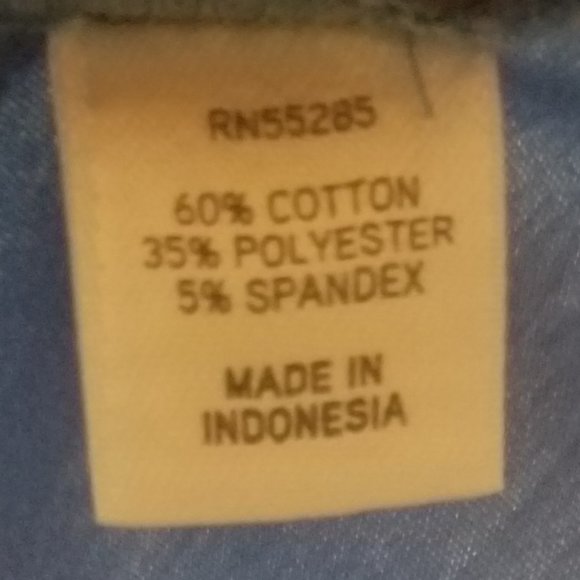 RN55285
60% COTTON
35% POLYESTER
5% SPANDEX
MADE IN
INDONESIA